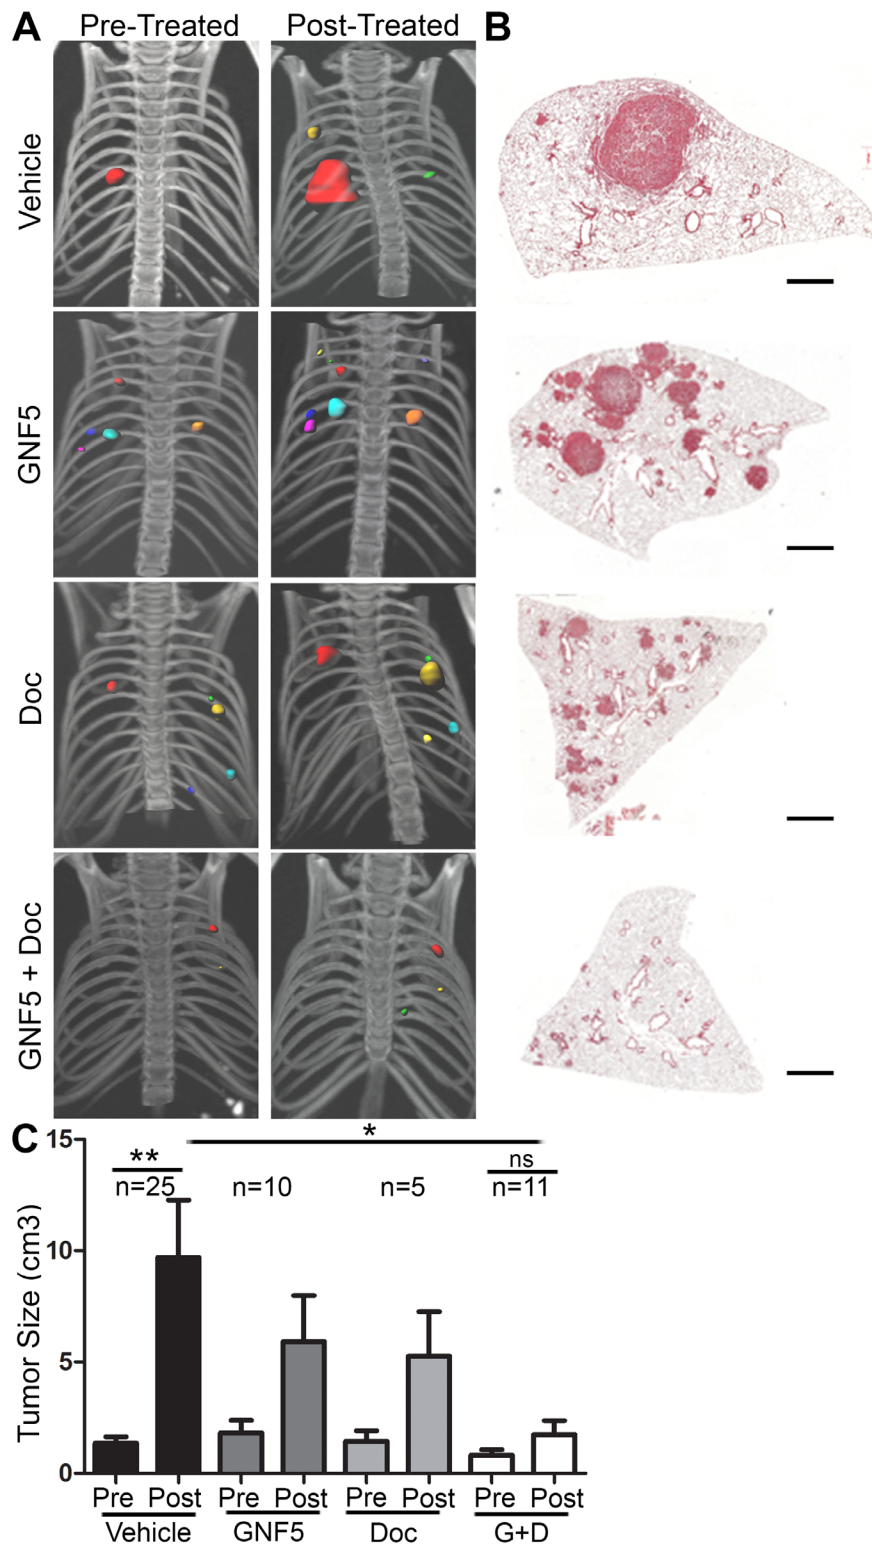 A Pre-Treated Post-Treated B
Vehicle
GNF5
Doc
GNF5 + Doc
C
Tumor Size (cm3)
15
10
5
0
*
**
ns
n=25 n=10 n=5 n=11
Pre Post Pre Post Pre Post Pre Post
Vehicle GNF5 Doc G+D